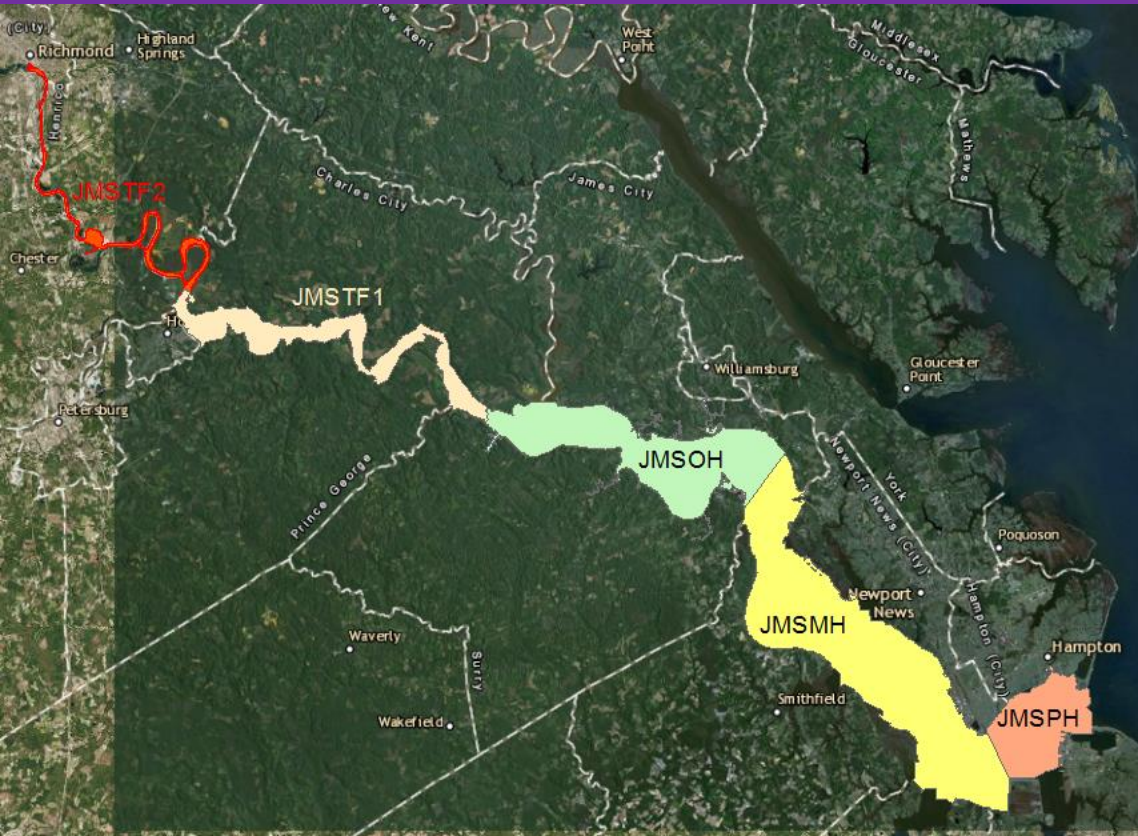 (City)
Richmond
Highland
Springs
New Kent
West
Point
Middlesex
Gloucester
Henrico
Mathews
JMSTF2
Charles City
James City
Chester
JMSTF1
Williamsburg
Gloucester
Point
Petersburg
JMSOH
York
Newport News (City)
Prince George
Poquoson
Newport
News
Hampton (City)
JMSMH
Waverly
Surry
Hampton
Smithfield
JMSPH
Wakefield